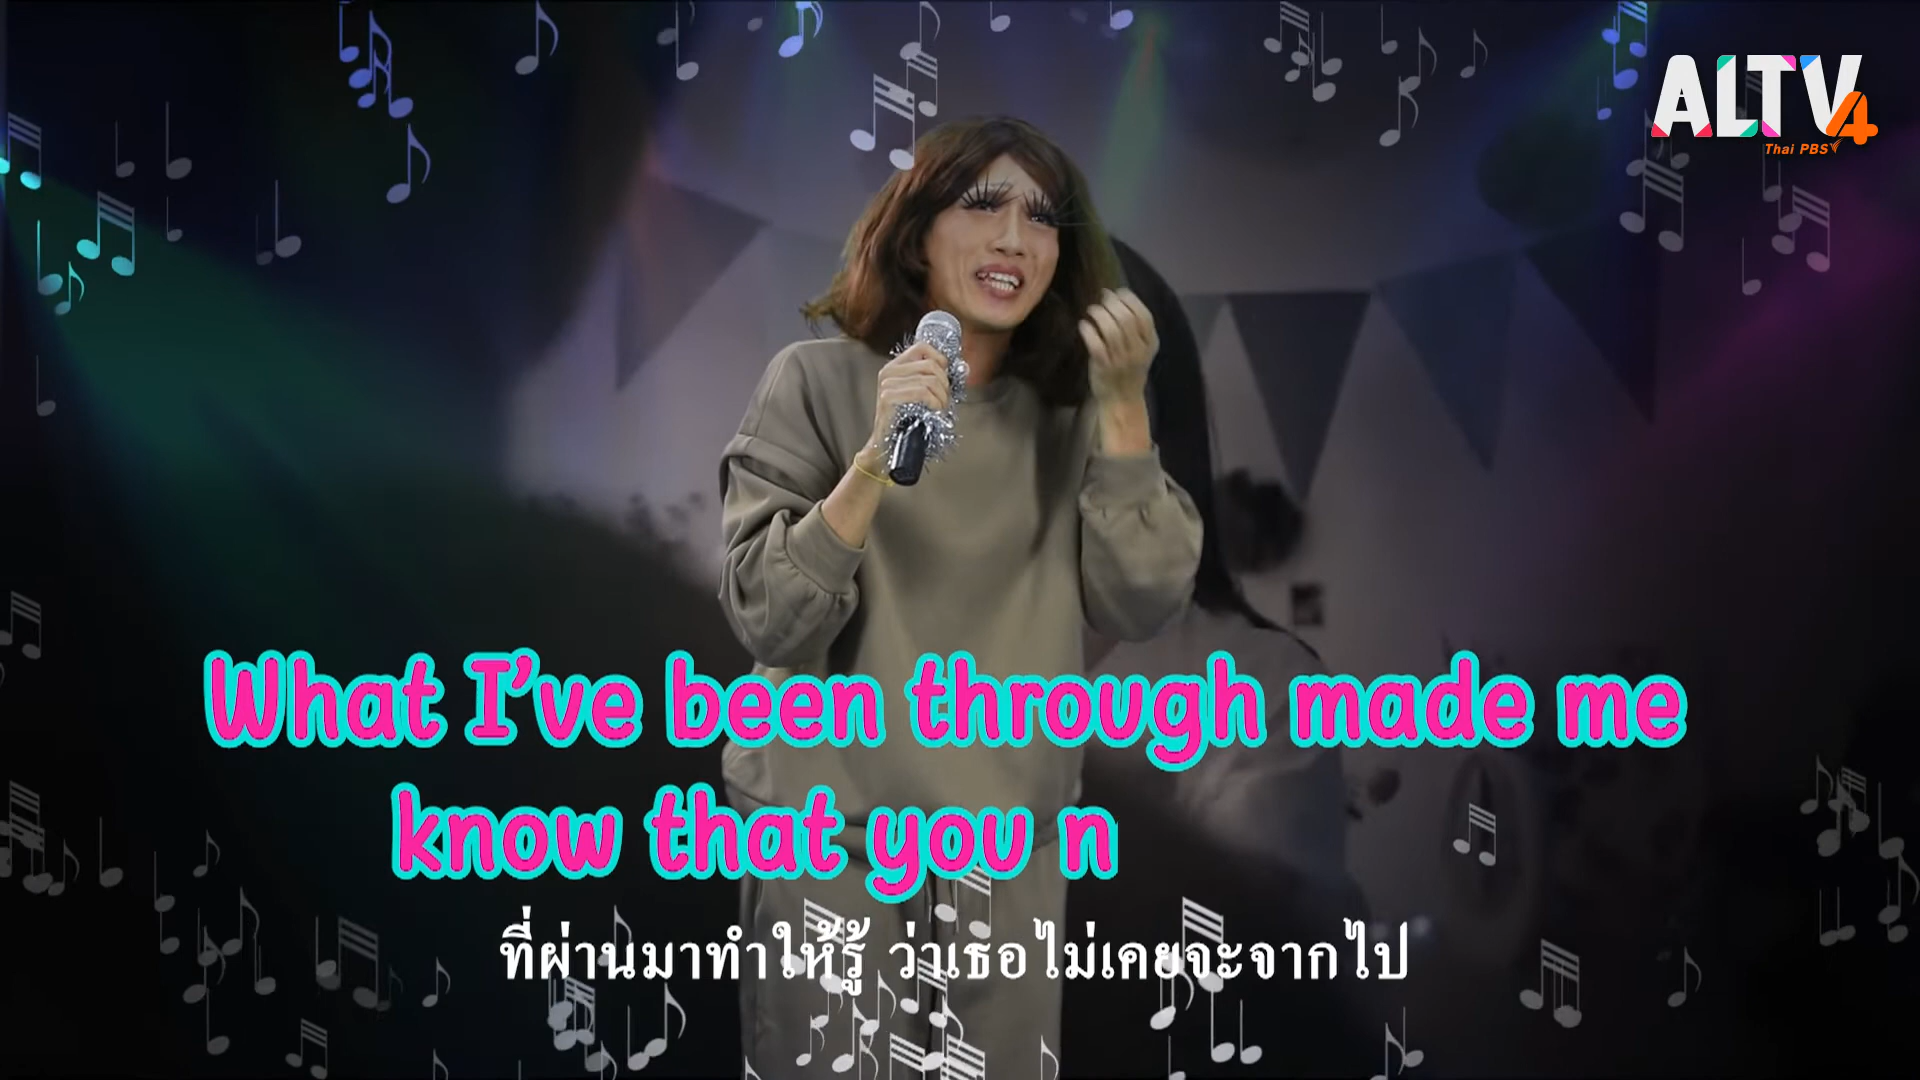 ALTV4
Thai PBS
What I've been through made me
know that you n
ที่ผ่านมาทำให้รู้ ว่าเธอไม่เคยจะจากไป